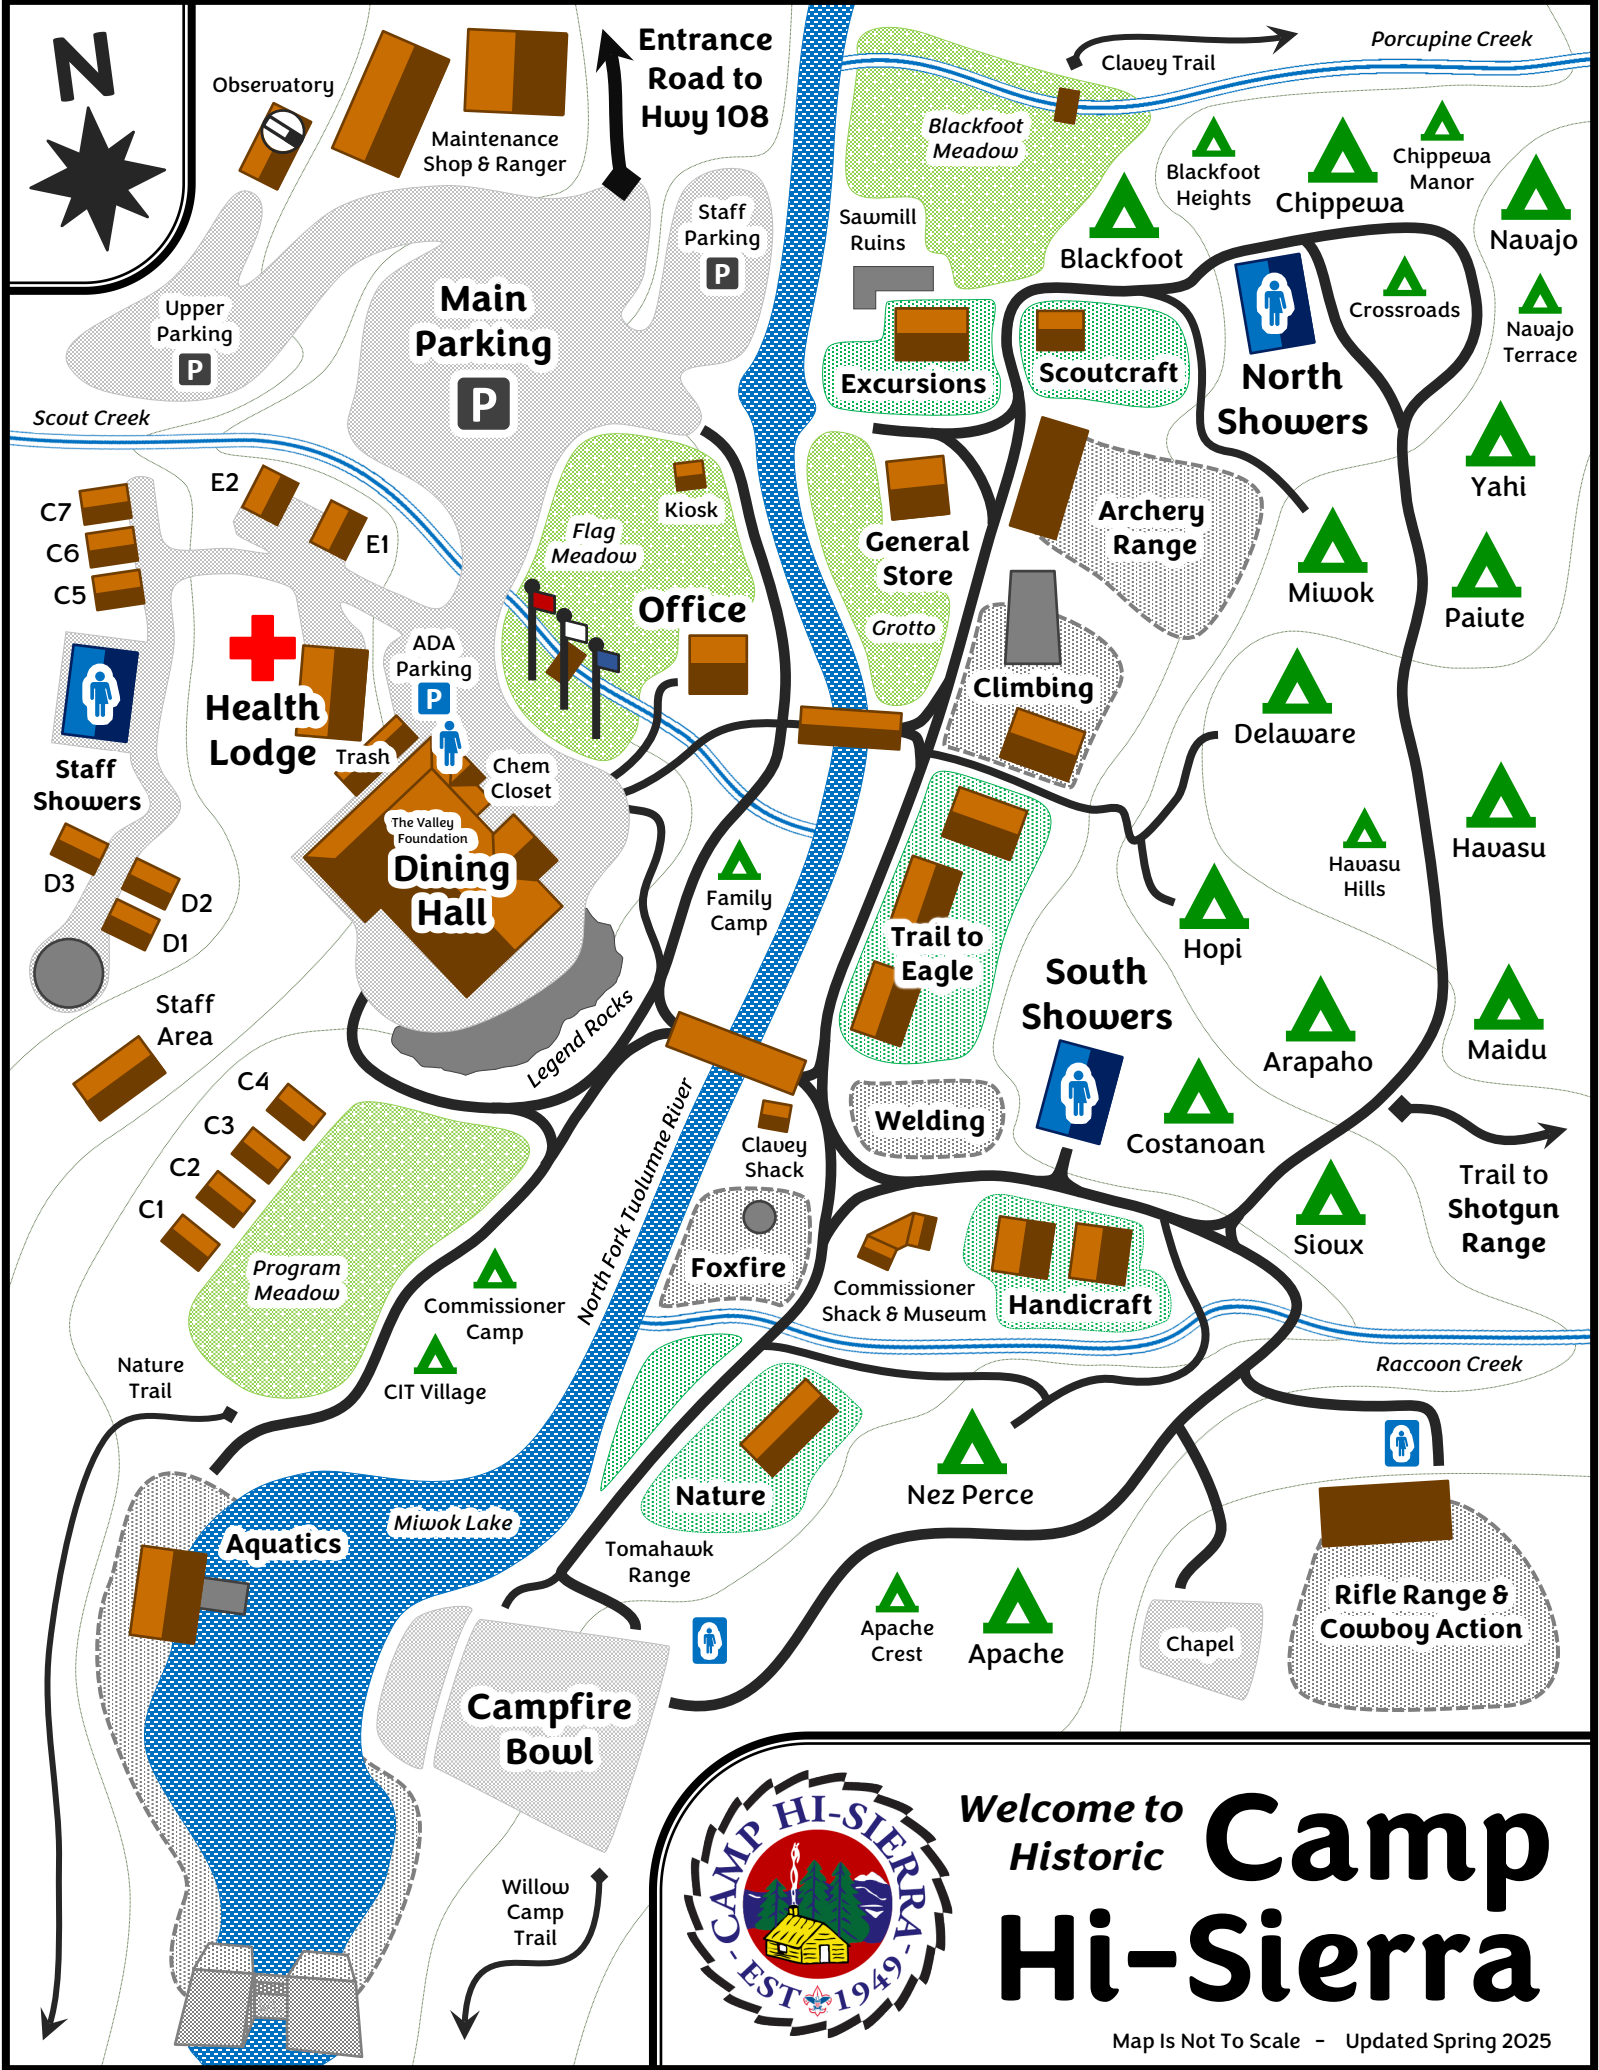 N
Observatory
Maintenance
Shop & Ranger
Entrance
Road to
Hwy 108
Clavey Trail
Porcupine Creek
Blackfoot
Meadow
Blackfoot
Heights
Chippewa
Chippewa
Manor
Navajo
Staff
Parking
P
Sawmill
Ruins
Blackfoot
Upper
Parking
P
Main
Parking
P
Crossroads
Navajo
Terrace
Excursions
Scoutcraft
North
Showers
Scout Creek
Yahi
C7
C6
C5
E2
E1
Kiosk
Flag
Meadow
General
Store
Archery
Range
Miwok
Paiute
Office
Grotto
ADA
Parking
P
Health
Lodge
Climbing
Delaware
Staff
Showers
Trash
Chem
Closet
The Valley
Foundation
Dining
Hall
D3
D2
D1
Family
Camp
Havasu
Hills
Havasu
Trail to
Eagle
Hopi
South
Showers
Staff
Area
Legend Rocks
Arapaho
Maidu
C4
C3
C2
C1
Welding
Costanoan
Clavey
Shack
North Fork Tuolumne River
Trail to
Shotgun
Range
Sioux
Program
Meadow
Foxfire
Commissioner
Shack & Museum
Handicraft
Commissioner
Camp
CIT Village
Nature
Trail
Raccoon Creek
Nature
Nez Perce
Miwok Lake
Aquatics
Tomahawk
Range
Rifle Range &
Cowboy Action
Apache
Crest
Apache
Chapel
Campfire
Bowl
Willow
Camp
Trail
CAMP HI-SIERRA
- EST 1949 -
Welcome to
Historic
Camp
Hi-Sierra
Map Is Not To Scale - Updated Spring 2025